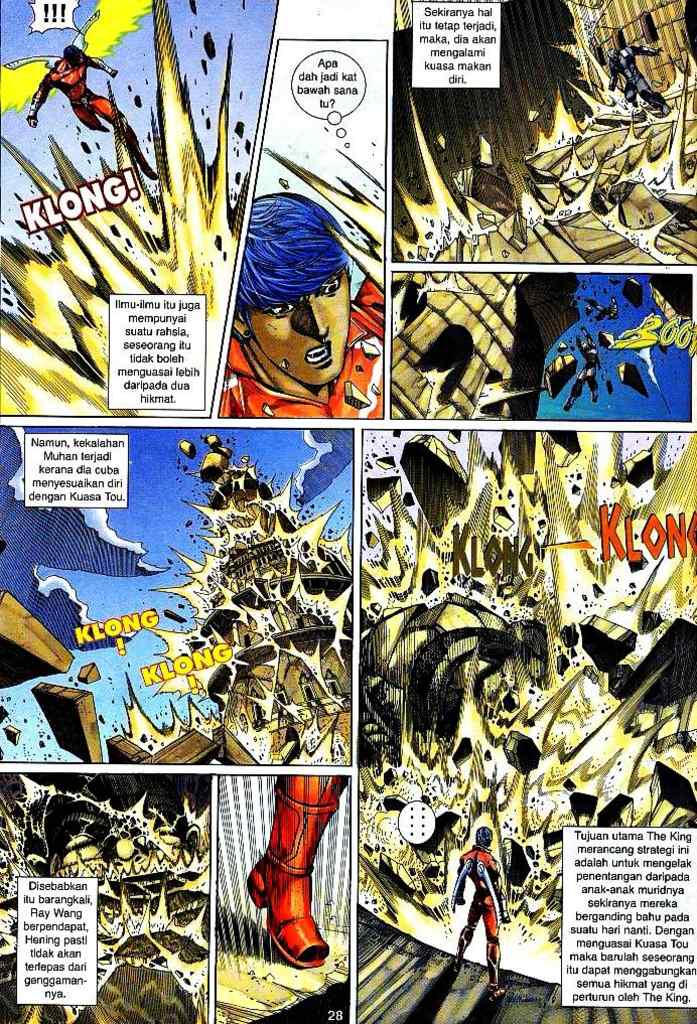 !!!
KLONG!
Ilmu-ilmu itu juga
mempunyai
suatu rahsia,
seseorang itu
tidak boleh
menguasai lebih
daripada dua
hikmat.
Apa
dah jadi kat
bawah sana
tu?
Sekiranya hal
itu tetap terjadi,
maka, dia akan
mengalami
kuasa makan
diri.
Namun, kekalahan
Muhan terjadi
kerana dia cuba
menyesuaikan diri
dengan Kuasa Tou.
KLONG
!
KLONG
!
KLONG
KLONG
Disebabkan
itu barangkali,
Ray Wang
berpendapat,
Hening pasti
tidak akan
terlepas dari
genggaman-
nya.
28
Tujuan utama The King
merancang strategi ini
adalah untuk mengelak
penentangan daripada
anak-anak muridnya
sekiranya mereka
berganding bahu pada
suatu hari nanti. Dengan
menguasai Kuasa Tou
maka barulah seseorang
itu dapat menggabungkan
semua hikmat yang di
perturun oleh The King.